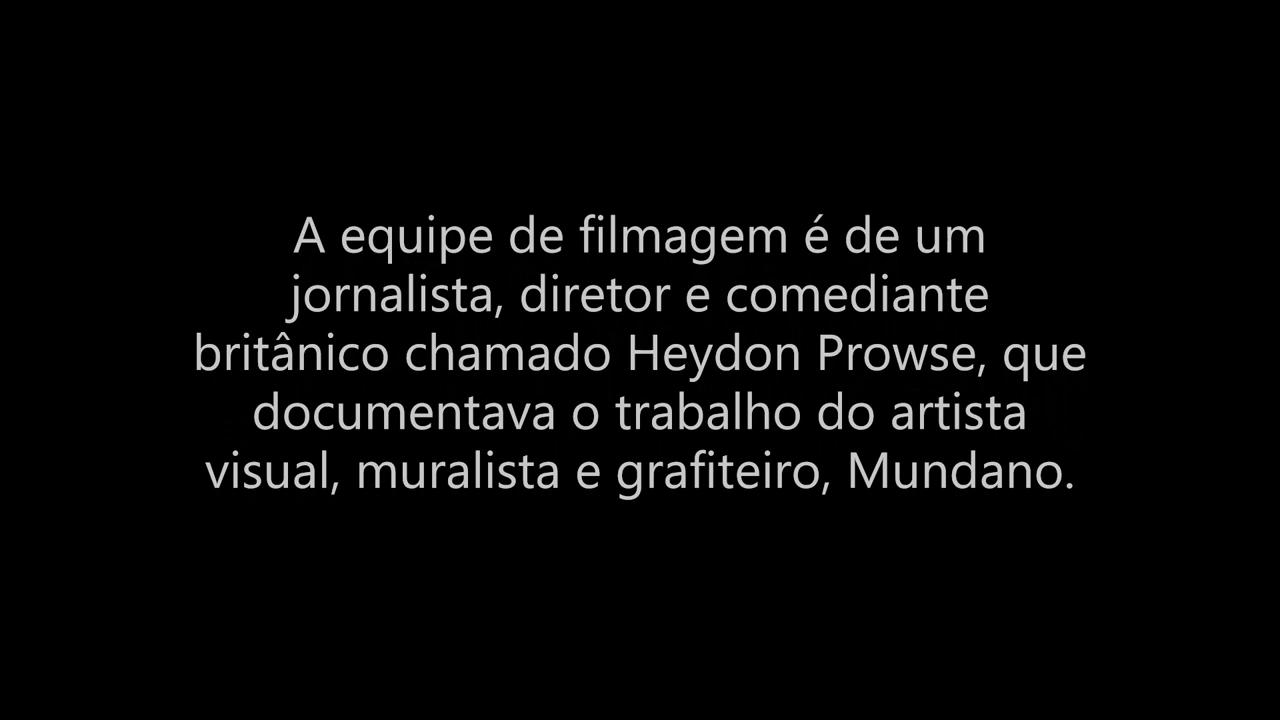 A equipe de filmagem é de um
jornalista, diretor e comediante
britânico chamado Heydon Prowse, que
documentava o trabalho do artista
visual, muralista e grafiteiro, Mundano.